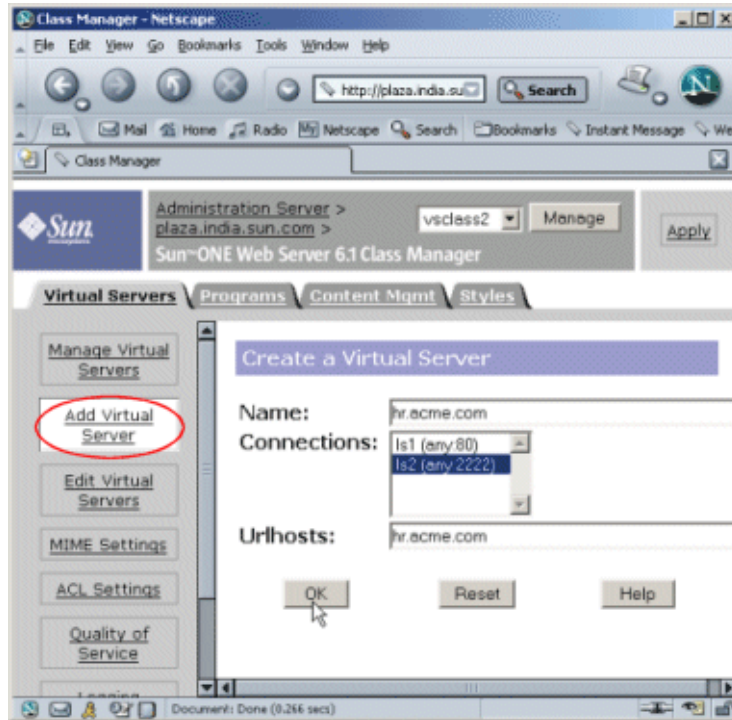 Class Manager - Netscape
File Edit View Go Bookmarks Tools Window Help
http://plaza.india.su
Search
Mail Home Radio My Netscape Search Bookmarks Instant Message We
Class Manager
Sun
Administration Server >
plaza.india.sun.com >
vsclass2
Manage
Apply
Sun ONE Web Server 6.1 Class Manager
Virtual Servers Programs Content Mgmt Styles
Manage Virtual
Servers
Add Virtual
Server
Edit Virtual
Servers
MIME Settings
ACL Settings
Quality of
Service
Logging
Create a Virtual Server
Name: hr.acme.com
Connections: ls1 (any:80)
ls2 (any:2222)
Urlhosts: hr.acme.com
OK Reset Help
Document: Done (0.266 secs)